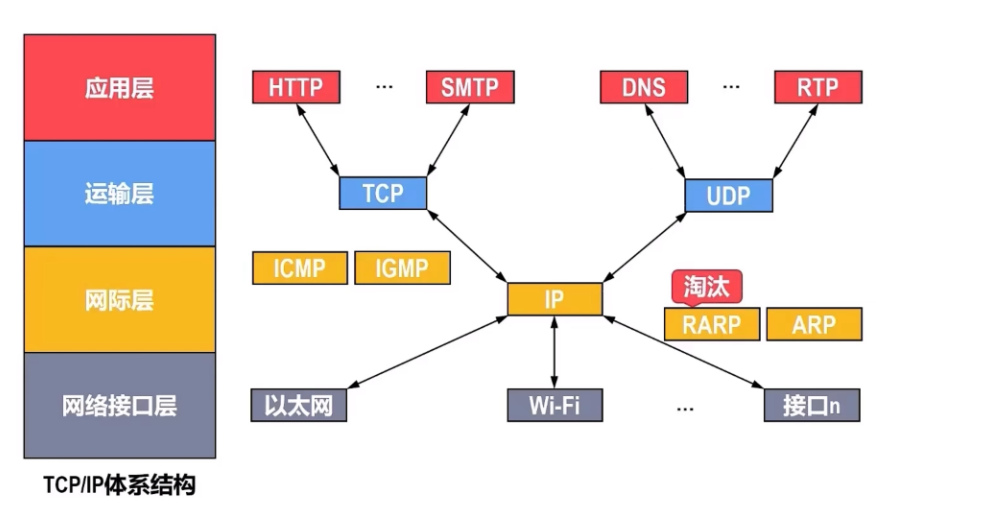 应用层
HTTP ... SMTP DNS ... RTP
运输层
TCP UDP
网际层
ICMP IGMP
IP
淘汰
RARP ARP
网络接口层
以太网 Wi-Fi ... 接口n
TCP/IP体系结构